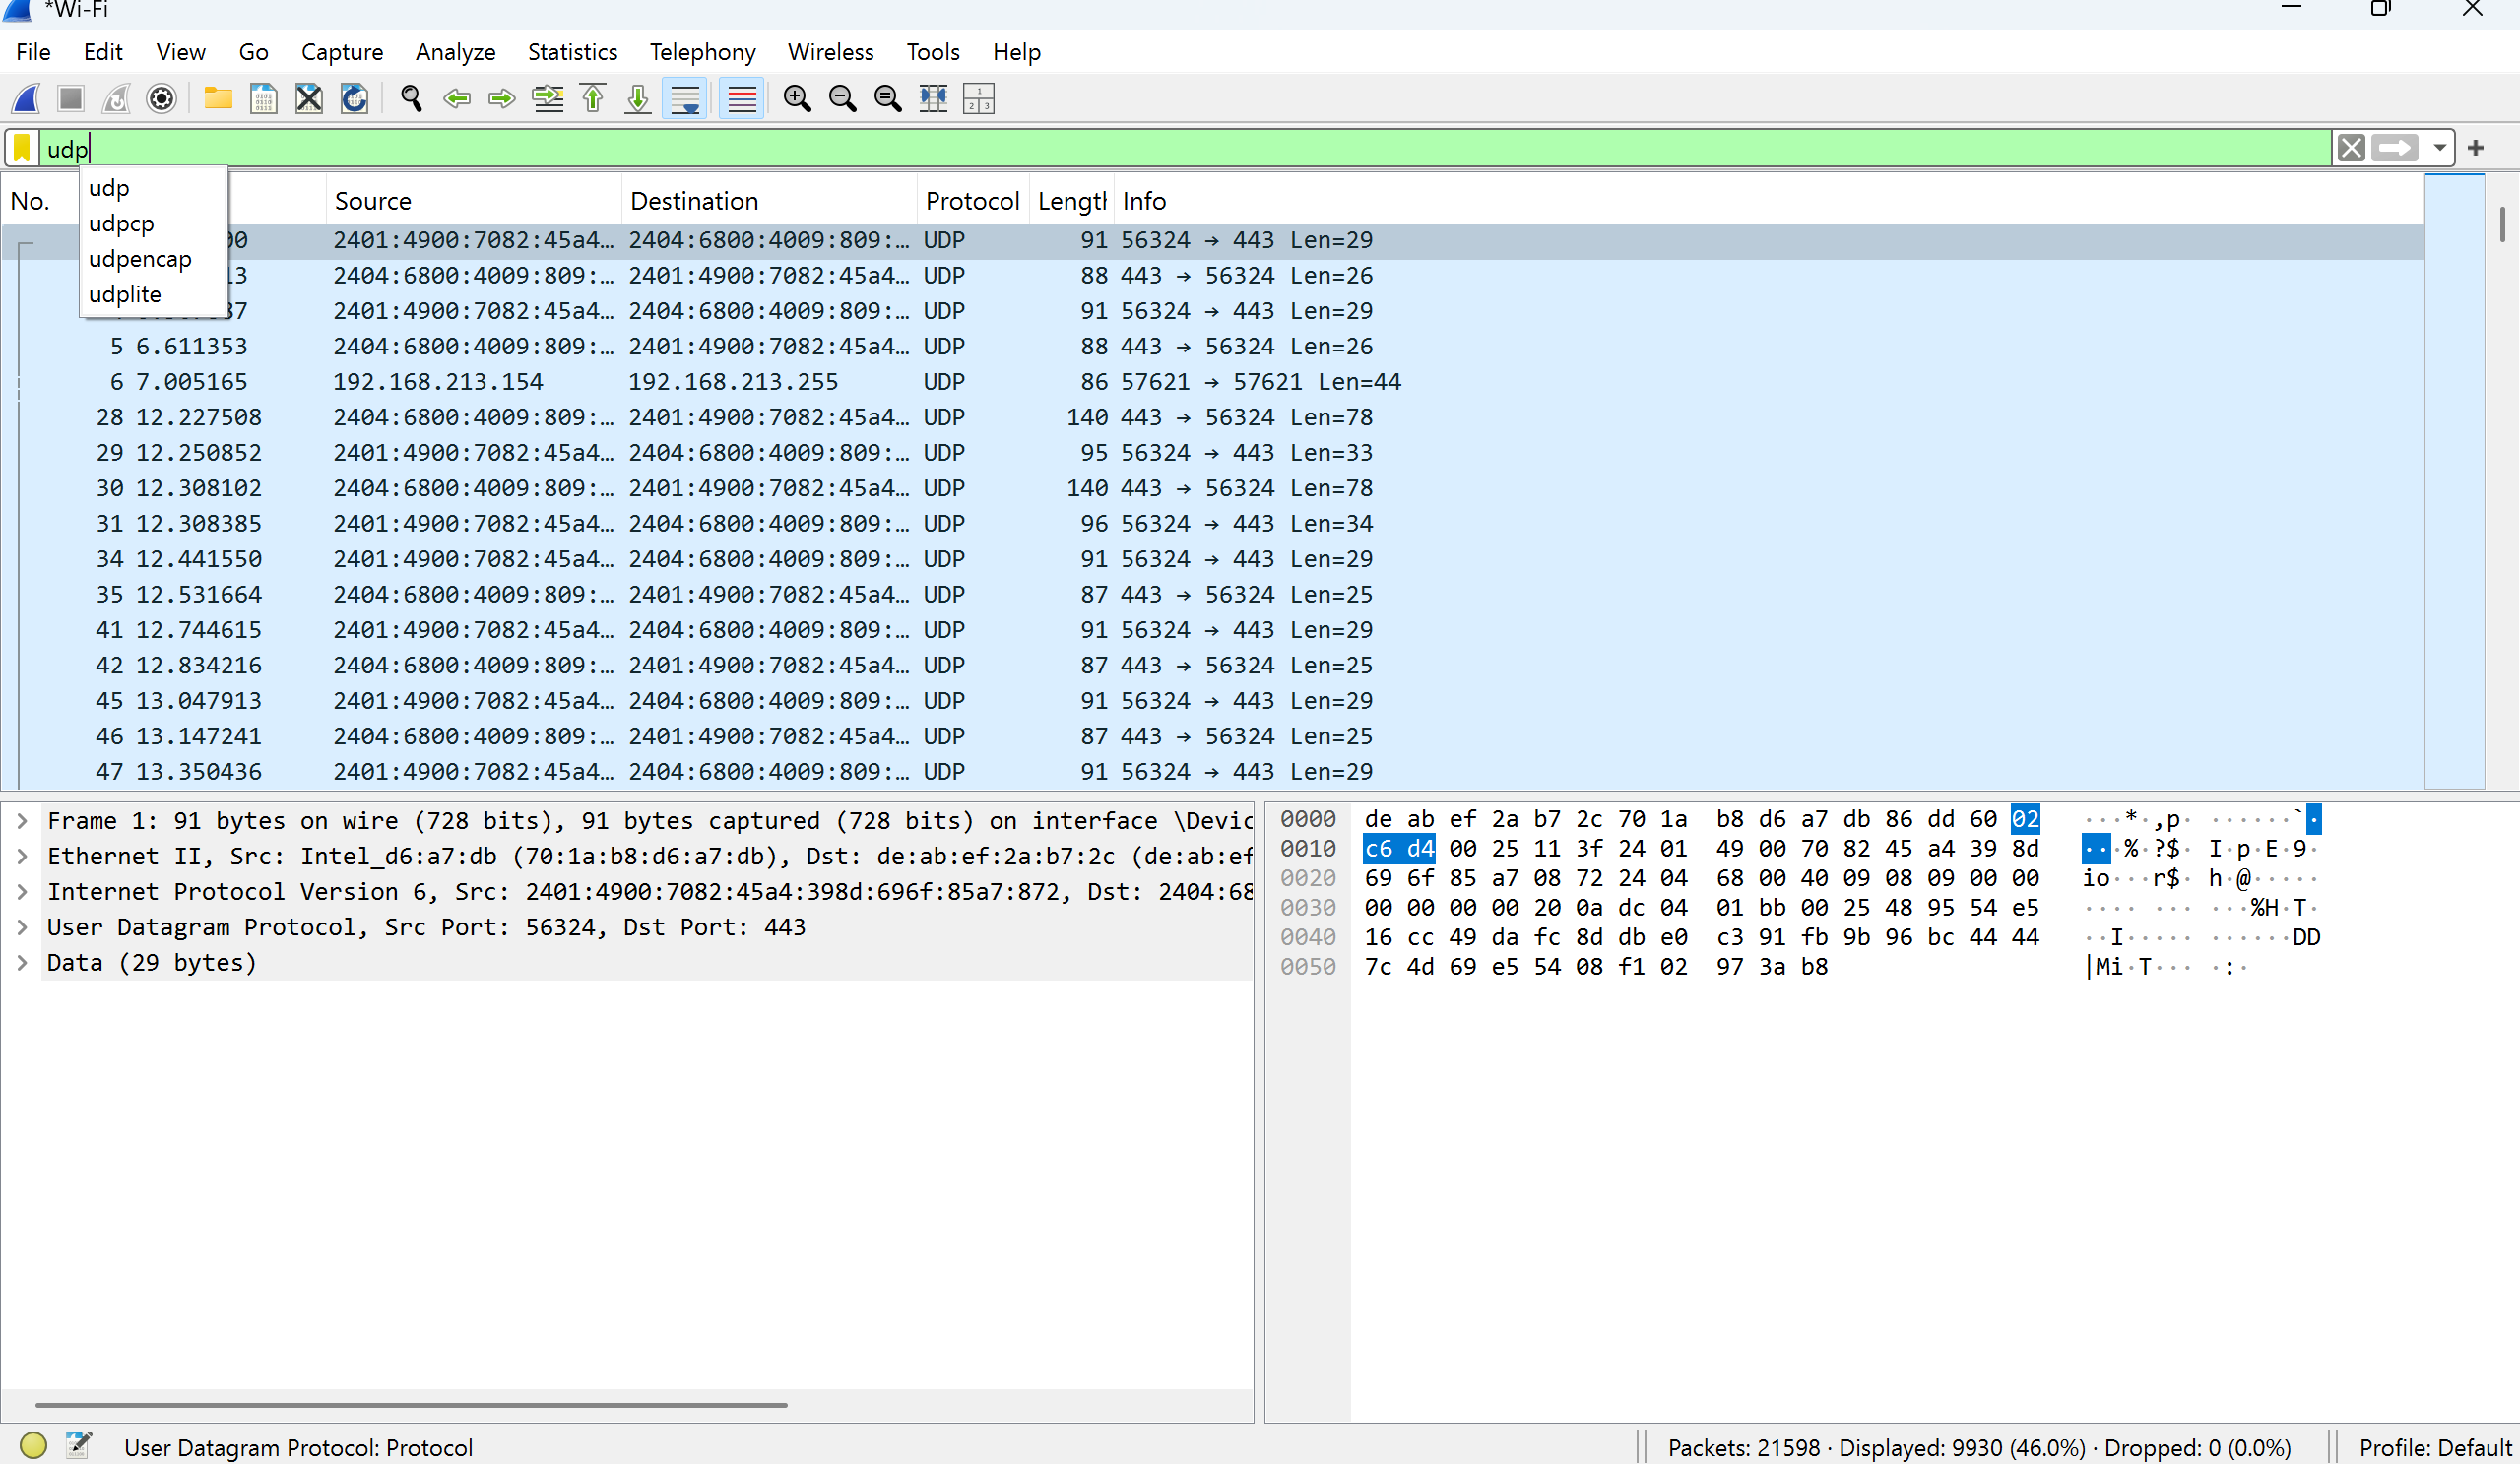 *Wi-Fi
File Edit View Go Capture Analyze Statistics Telephony Wireless Tools Help
udp
udp
udpcp
udpencap
udplite
No. Source Destination Protocol Length Info
00 2401:4900:7082:45a4… 2404:6800:4009:809:… UDP 91 56324 → 443 Len=29
13 2404:6800:4009:809:… 2401:4900:7082:45a4… UDP 88 443 → 56324 Len=26
37 2401:4900:7082:45a4… 2404:6800:4009:809:… UDP 91 56324 → 443 Len=29
5 6.611353 2404:6800:4009:809:… 2401:4900:7082:45a4… UDP 88 443 → 56324 Len=26
6 7.005165 192.168.213.154 192.168.213.255 UDP 86 57621 → 57621 Len=44
28 12.227508 2404:6800:4009:809:… 2401:4900:7082:45a4… UDP 140 443 → 56324 Len=78
29 12.250852 2401:4900:7082:45a4… 2404:6800:4009:809:… UDP 95 56324 → 443 Len=33
30 12.308102 2404:6800:4009:809:… 2401:4900:7082:45a4… UDP 140 443 → 56324 Len=78
31 12.308385 2401:4900:7082:45a4… 2404:6800:4009:809:… UDP 96 56324 → 443 Len=34
34 12.441550 2401:4900:7082:45a4… 2404:6800:4009:809:… UDP 91 56324 → 443 Len=29
35 12.531664 2404:6800:4009:809:… 2401:4900:7082:45a4… UDP 87 443 → 56324 Len=25
41 12.744615 2401:4900:7082:45a4… 2404:6800:4009:809:… UDP 91 56324 → 443 Len=29
42 12.834216 2404:6800:4009:809:… 2401:4900:7082:45a4… UDP 87 443 → 56324 Len=25
45 13.047913 2401:4900:7082:45a4… 2404:6800:4009:809:… UDP 91 56324 → 443 Len=29
46 13.147241 2404:6800:4009:809:… 2401:4900:7082:45a4… UDP 87 443 → 56324 Len=25
47 13.350436 2401:4900:7082:45a4… 2404:6800:4009:809:… UDP 91 56324 → 443 Len=29
Frame 1: 91 bytes on wire (728 bits), 91 bytes captured (728 bits) on interface \Devic
Ethernet II, Src: Intel_d6:a7:db (70:1a:b8:d6:a7:db), Dst: de:ab:ef:2a:b7:2c (de:ab:ef
Internet Protocol Version 6, Src: 2401:4900:7082:45a4:398d:696f:85a7:872, Dst: 2404:68
User Datagram Protocol, Src Port: 56324, Dst Port: 443
Data (29 bytes)
0000 de ab ef 2a b7 2c 70 1a b8 d6 a7 db 86 dd 60 02 ···*·,p· ······`·
0010 c6 d4 00 25 11 3f 24 01 49 00 70 82 45 a4 39 8d ···%·?$· I·p·E·9·
0020 69 6f 85 a7 08 72 24 04 68 00 40 09 08 09 00 00 io···r$· h·@·····
0030 00 00 00 00 20 0a dc 04 01 bb 00 25 48 95 54 e5 ···· ··· ···%H·T·
0040 16 cc 49 da fc 8d db e0 c3 91 fb 9b 96 bc 44 44 ··I····· ······DD
0050 7c 4d 69 e5 54 08 f1 02 97 3a b8 |Mi·T··· ·:·
User Datagram Protocol: Protocol
Packets: 21598 · Displayed: 9930 (46.0%) · Dropped: 0 (0.0%)
Profile: Default